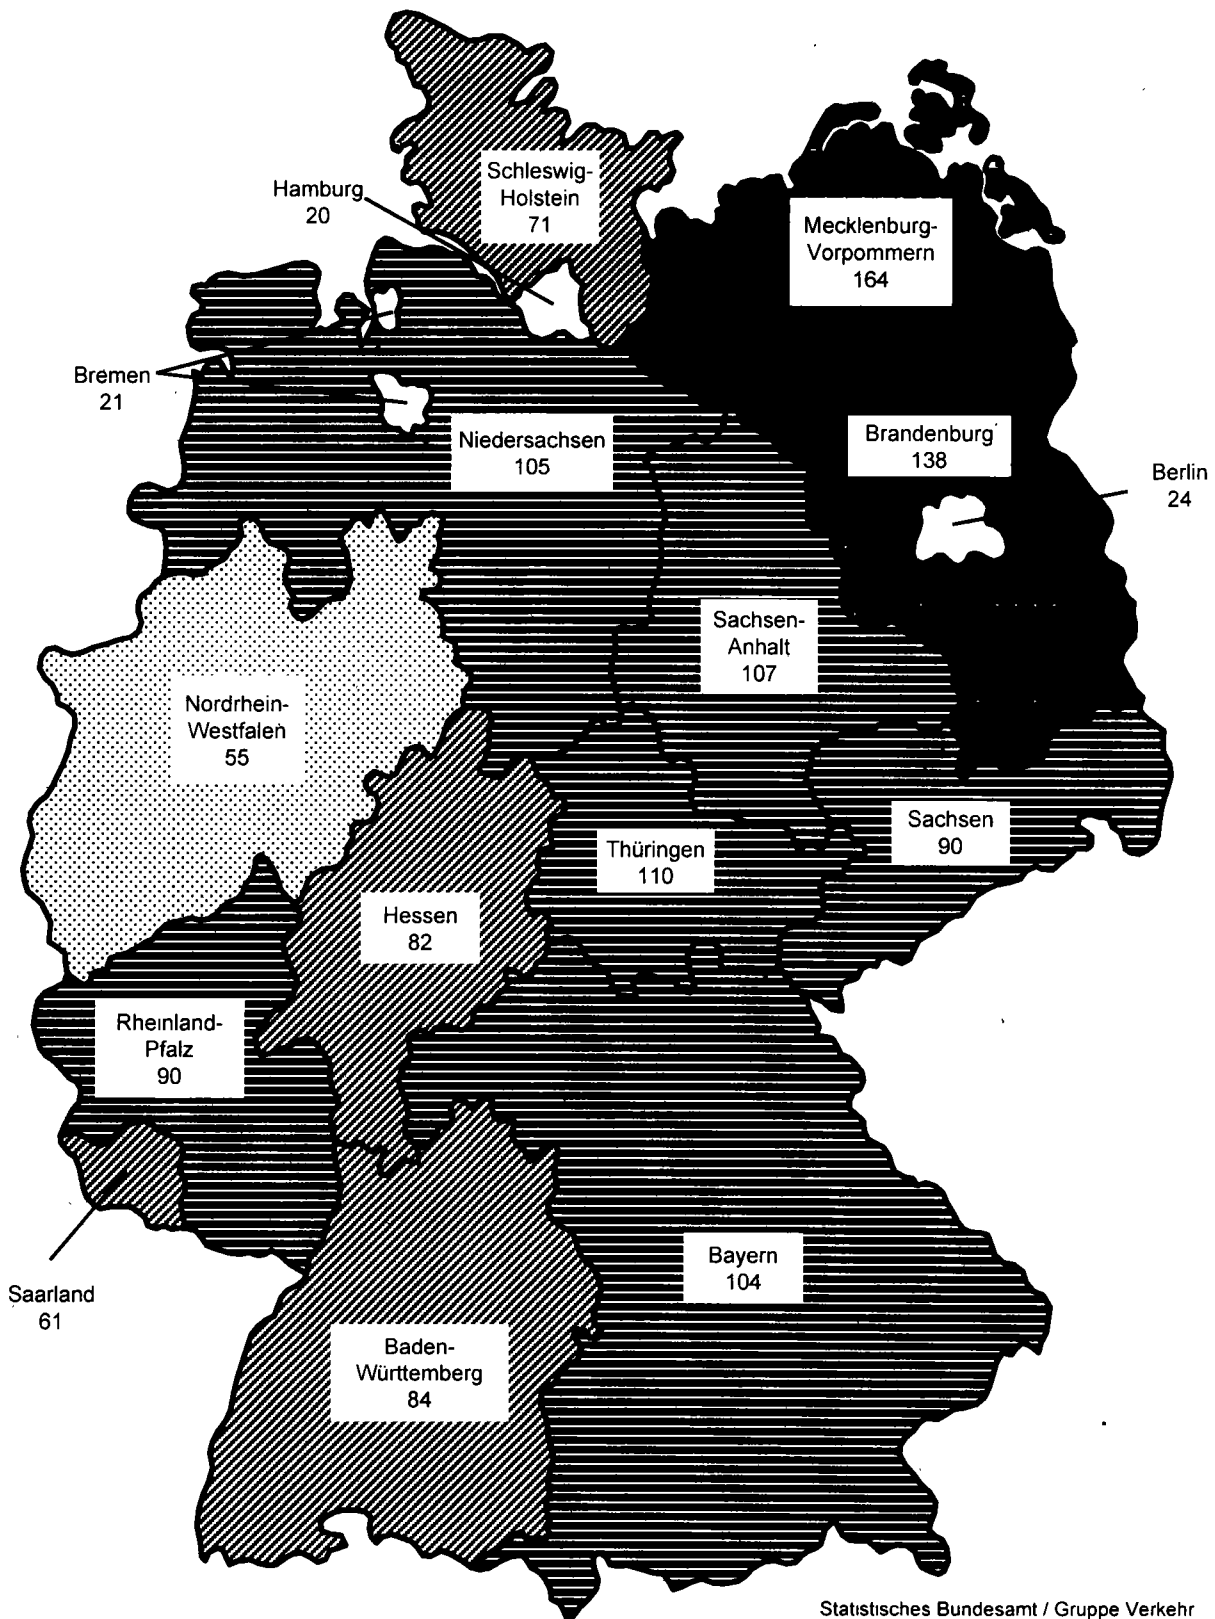 Schleswig-
Holstein
71
Hamburg
20
Mecklenburg-
Vorpommern
164
Bremen
21
Niedersachsen
105
Brandenburg
138
Berlin
24
Sachsen-
Anhalt
107
Nordrhein-
Westfalen
55
Sachsen
90
Thüringen
110
Hessen
82
Rheinland-
Pfalz
90
Saarland
61
Bayern
104
Baden-
Württemberg
84
Statistisches Bundesamt / Gruppe Verkehr